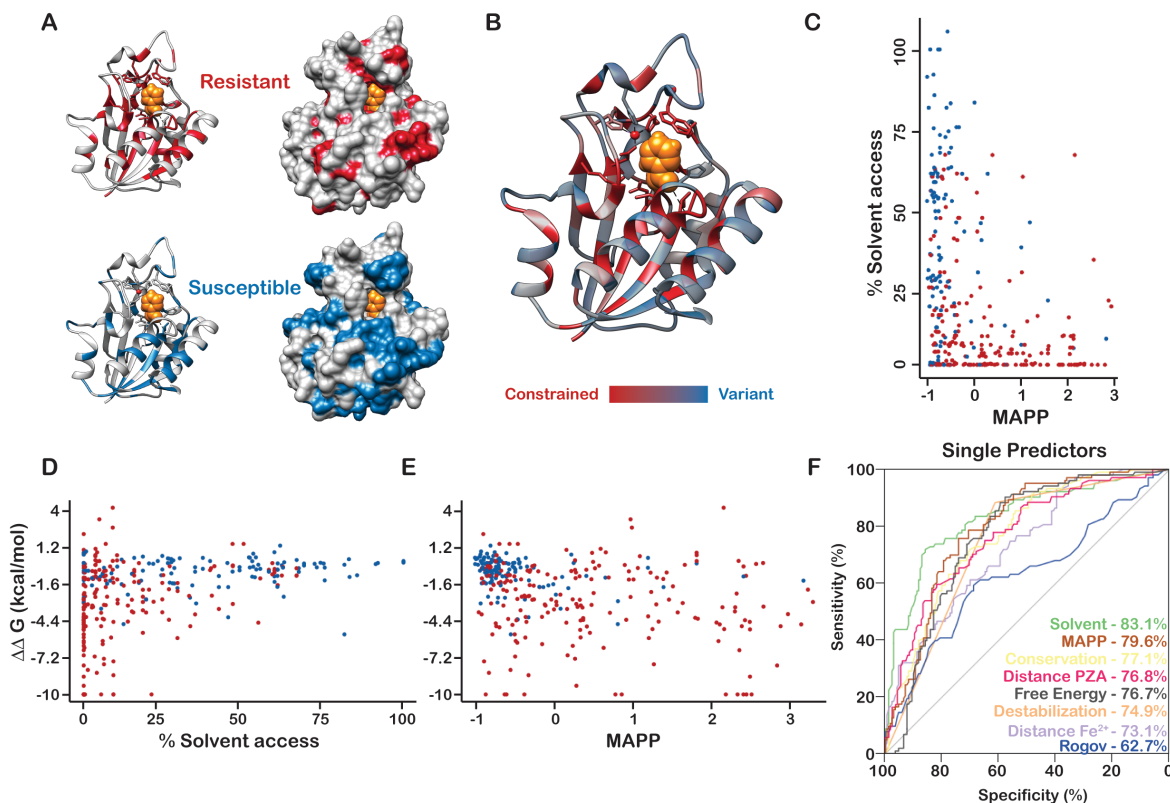 A
Resistant
Susceptible
B
Constrained
Variant
C
% Solvent access
100
75
50
25
0
-1
0
1
2
3
MAPP
D
ΔΔ G (kcal/mol)
4
1.2
-1.6
-4.4
-7.2
-10
0
25
50
75
100
% Solvent access
E
-1
0
1
2
3
MAPP
F
Single Predictors
Sensitivity (%)
100
80
60
40
20
0
Solvent - 83.1%
MAPP - 79.6%
Conservation - 77.1%
Distance PZA - 76.8%
Free Energy - 76.7%
Destabilization - 74.9%
Distance Fe²⁺ - 73.1%
Rogov - 62.7%
100
80
60
40
20
0
Specificity (%)